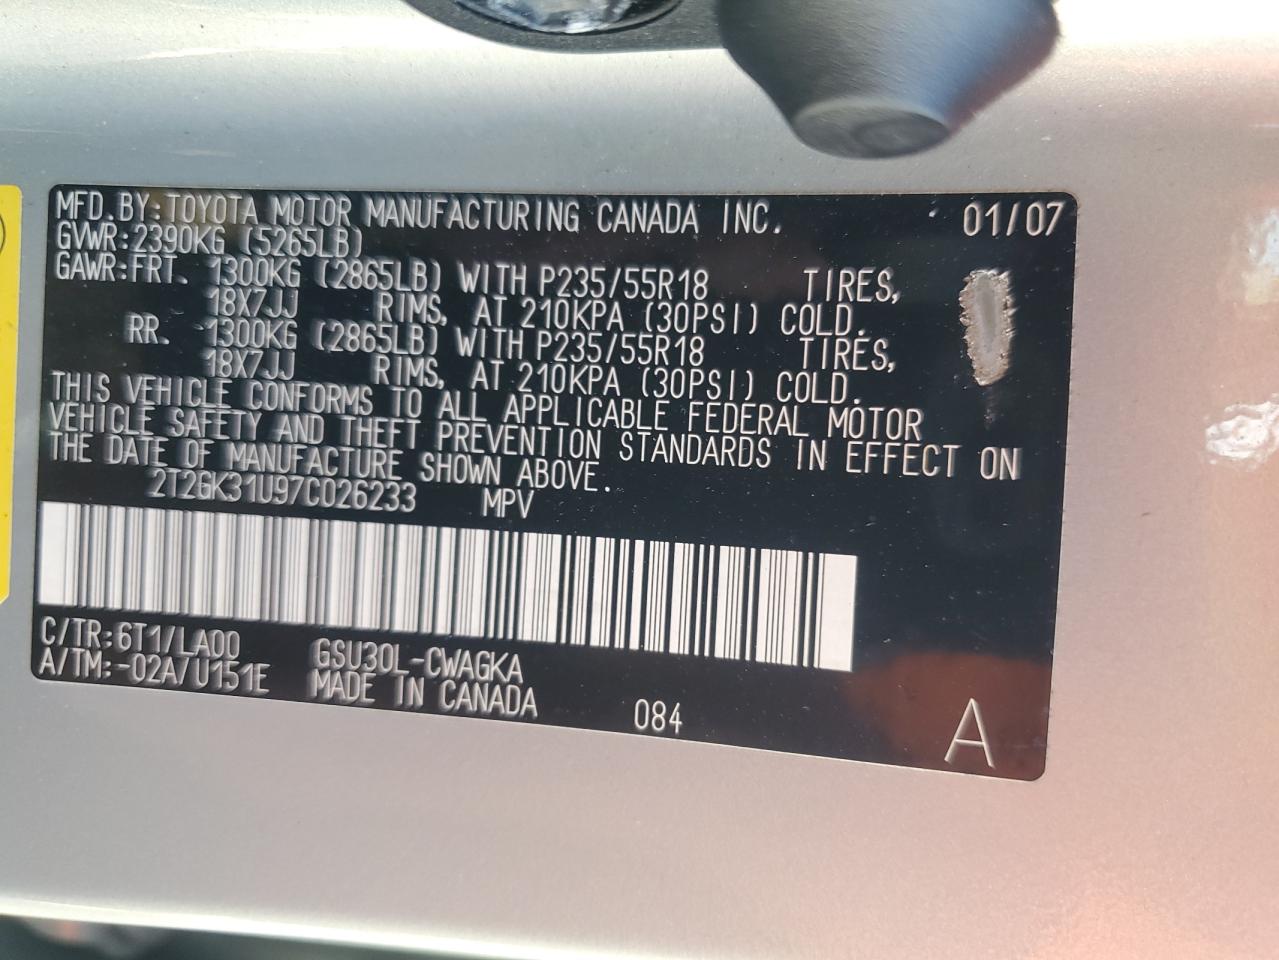 MFD.BY:TOYOTA MOTOR MANUFACTURING CANADA INC. 01/07
GVWR:2390KG (5265LB)
GAWR:FRT. 1300KG (2865LB) WITH P235/55R18 TIRES,
18X7JJ RIMS, AT 210KPA (30PSI) COLD.
RR. 1300KG (2865LB) WITH P235/55R18 TIRES,
18X7JJ RIMS, AT 210KPA (30PSI) COLD.
THIS VEHICLE CONFORMS TO ALL APPLICABLE FEDERAL MOTOR
VEHICLE SAFETY AND THEFT PREVENTION STANDARDS IN EFFECT ON
THE DATE OF MANUFACTURE SHOWN ABOVE.
2T2GK31U97C026233 MPV
C/TR:6T1/LA00 GSU30L-CWAGKA
A/TM:-02A/U151E MADE IN CANADA 084 A